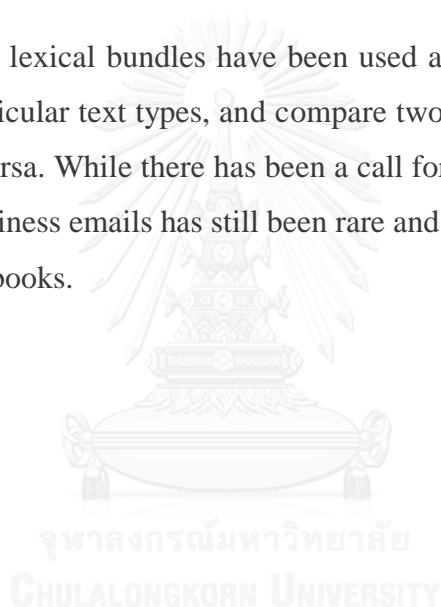 lexical bundles have been used a
icular text types, and compare two
rsa. While there has been a call for
iness emails has still been rare and
books.
จุฬาลงกรณ์มหาวิทยาลัย
CHULALONGKORN UNIVERSITY